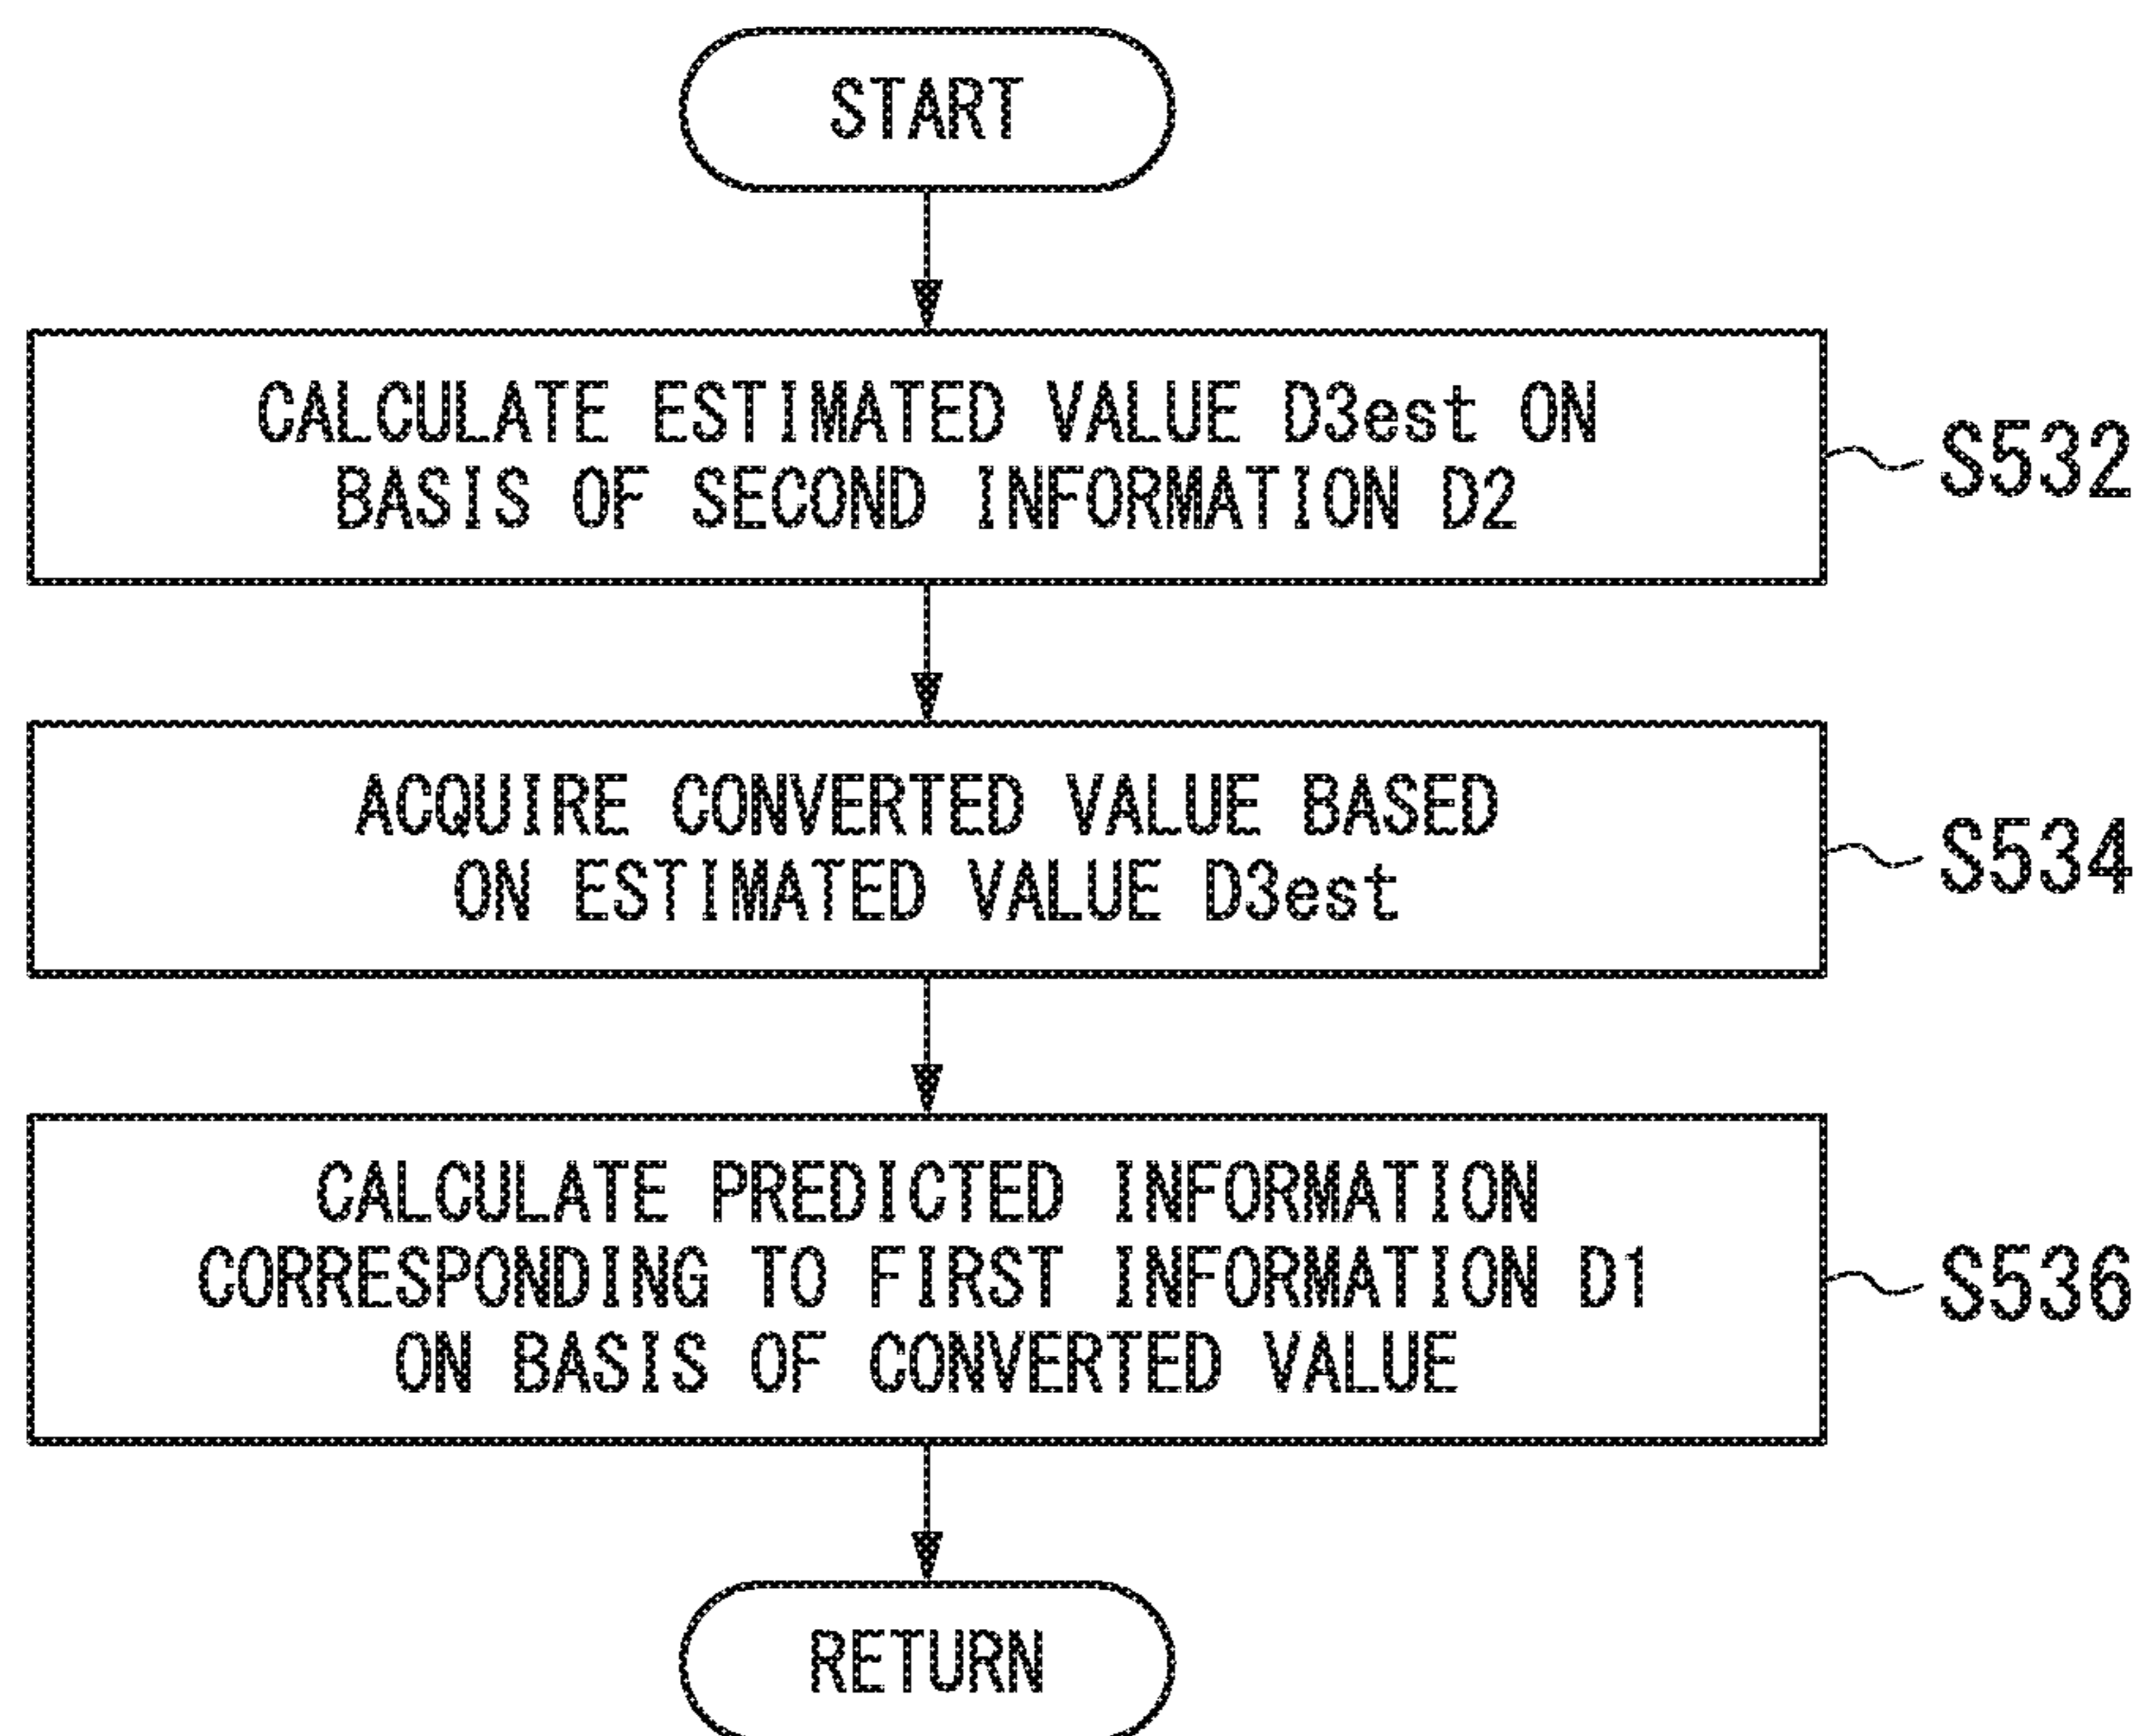 START
CALCULATE ESTIMATED VALUE D3est ON
BASIS OF SECOND INFORMATION D2
S532
ACQUIRE CONVERTED VALUE BASED
ON ESTIMATED VALUE D3est
S534
CALCULATE PREDICTED INFORMATION
CORRESPONDING TO FIRST INFORMATION D1
ON BASIS OF CONVERTED VALUE
S536
RETURN